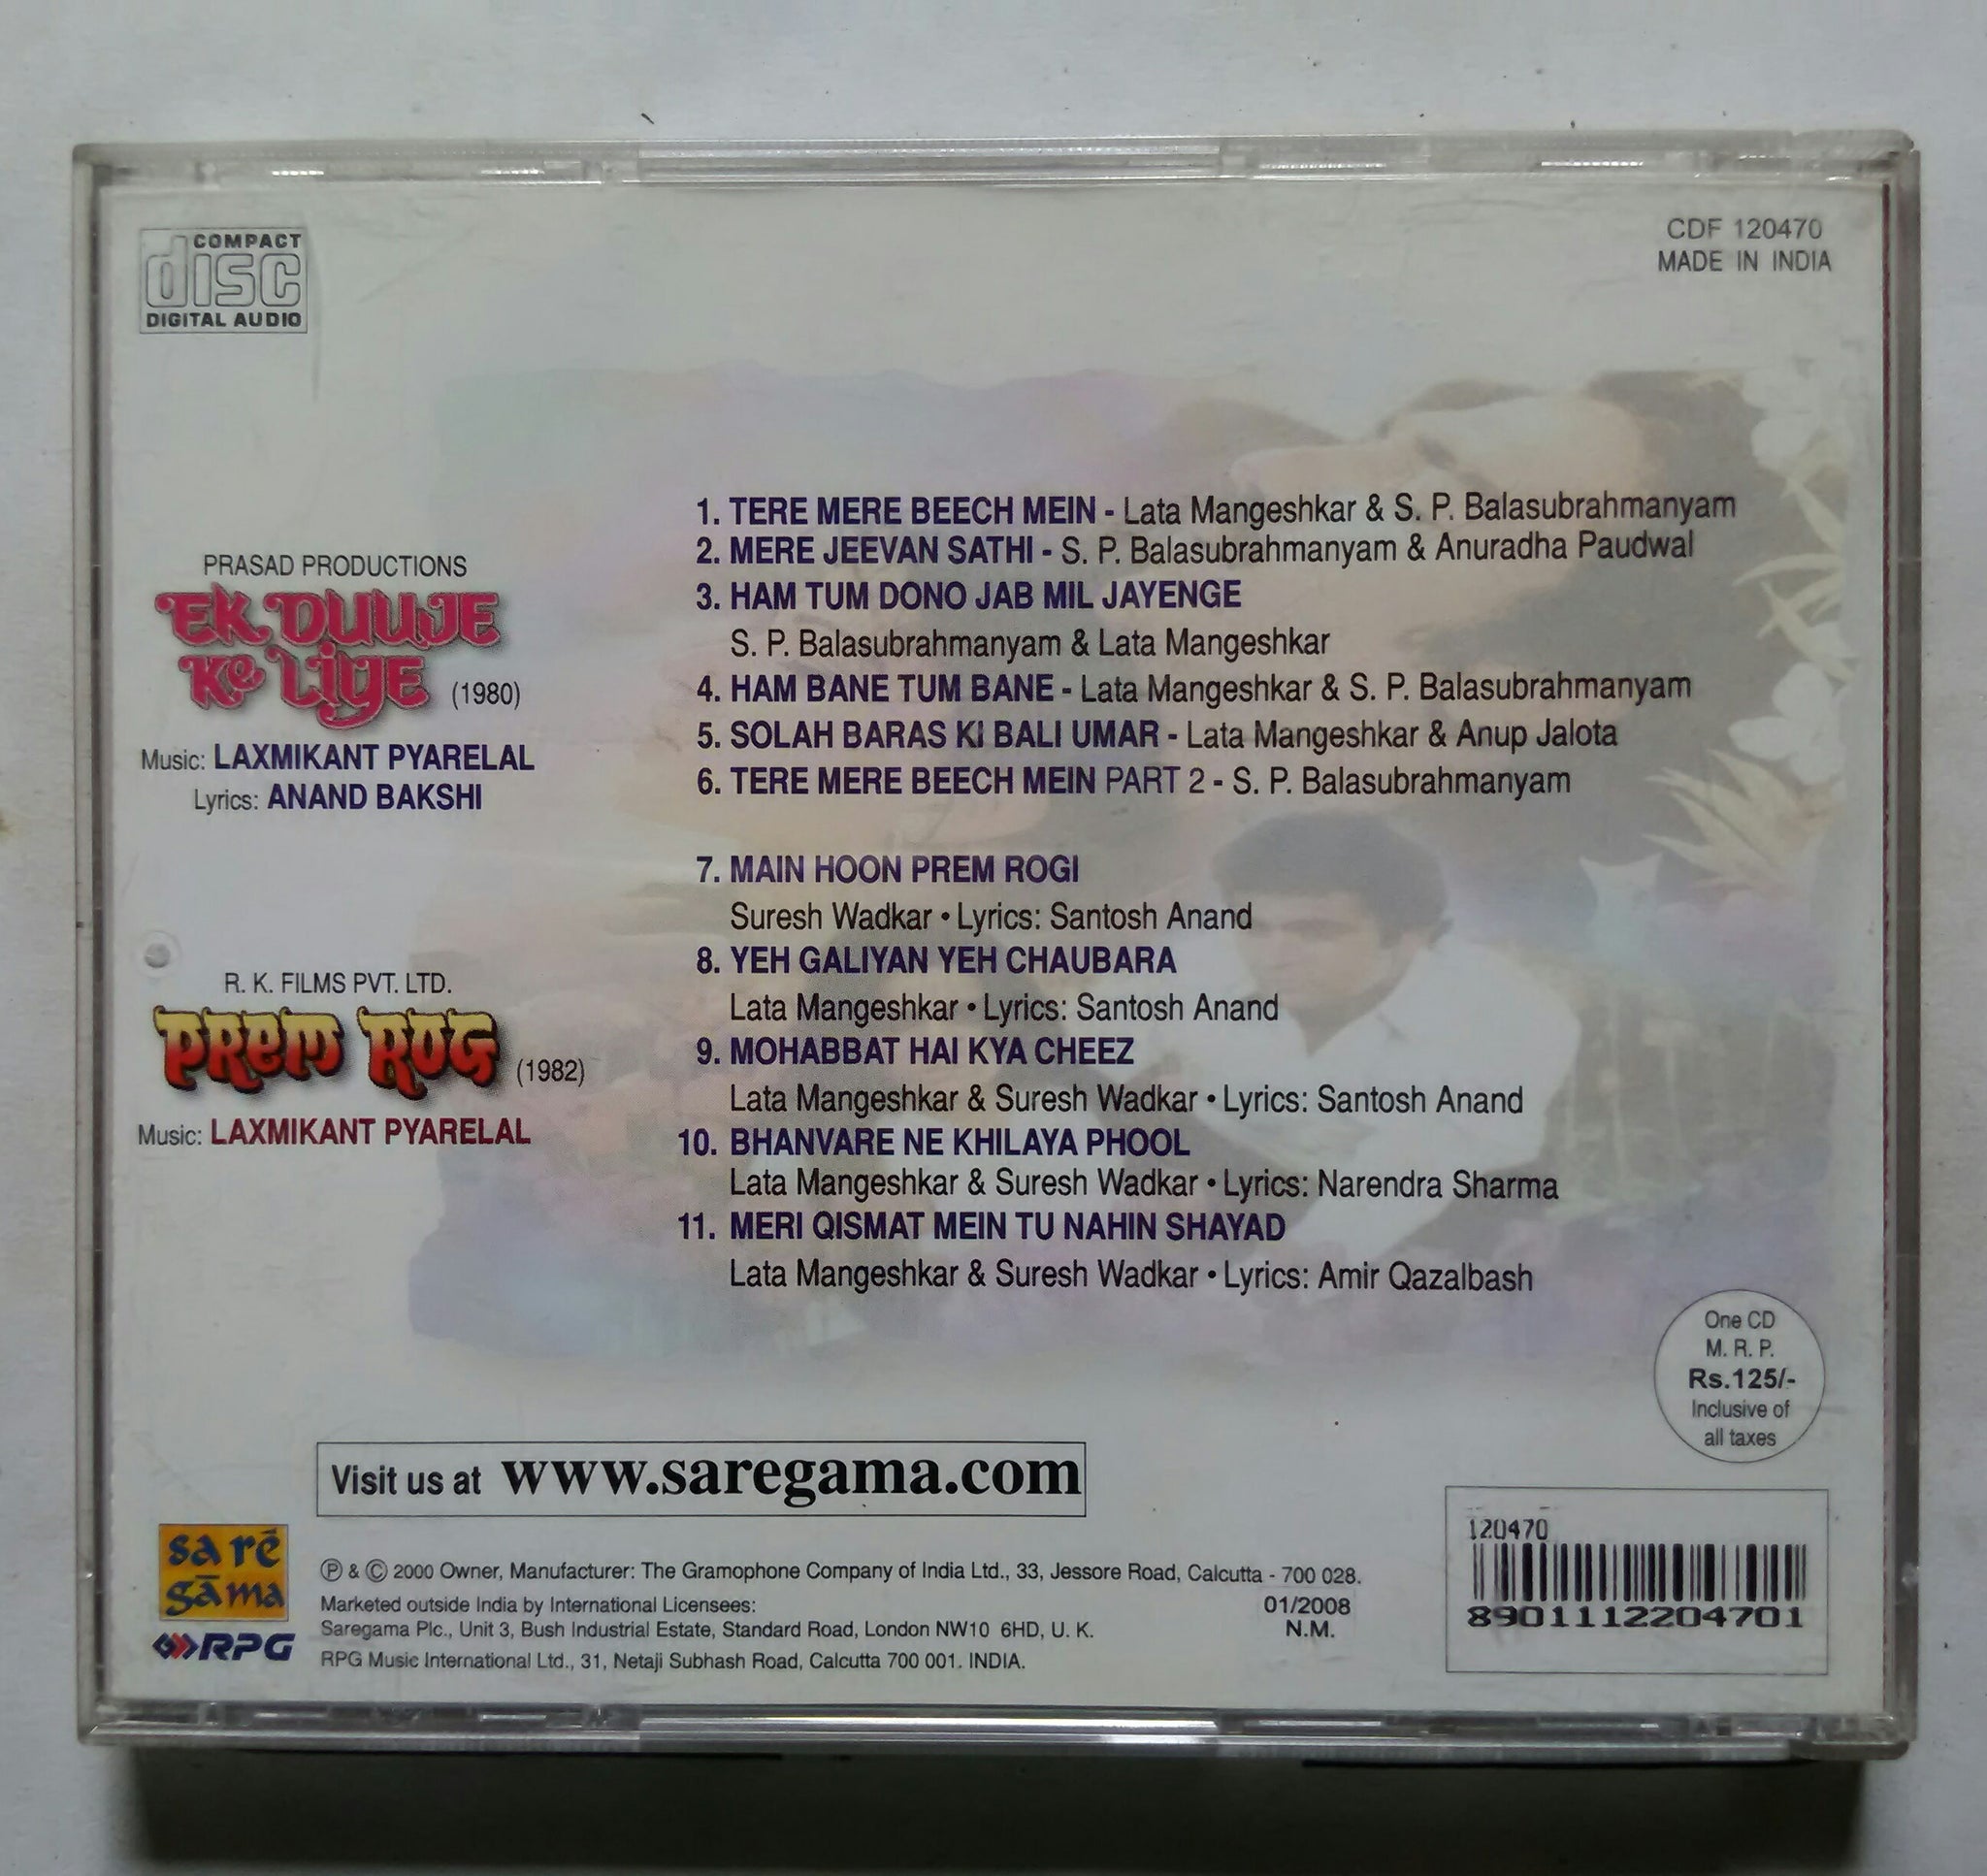 COMPACT
disc
DIGITAL AUDIO
CDF 120470
MADE IN INDIA
PRASAD PRODUCTIONS
EK DUUJE
KE LIYE (1980)
Music: LAXMIKANT PYARELAL
Lyrics: ANAND BAKSHI
1. TERE MERE BEECH MEIN - Lata Mangeshkar & S. P. Balasubrahmanyam
2. MERE JEEVAN SATHI - S. P. Balasubrahmanyam & Anuradha Paudwal
3. HAM TUM DONO JAB MIL JAYENGE
S. P. Balasubrahmanyam & Lata Mangeshkar
4. HAM BANE TUM BANE - Lata Mangeshkar & S. P. Balasubrahmanyam
5. SOLAH BARAS KI BALI UMAR - Lata Mangeshkar & Anup Jalota
6. TERE MERE BEECH MEIN PART 2 - S. P. Balasubrahmanyam
R. K. FILMS PVT. LTD.
PREM ROG (1982)
Music: LAXMIKANT PYARELAL
7. MAIN HOON PREM ROGI
Suresh Wadkar • Lyrics: Santosh Anand
8. YEH GALIYAN YEH CHAUBARA
Lata Mangeshkar • Lyrics: Santosh Anand
9. MOHABBAT HAI KYA CHEEZ
Lata Mangeshkar & Suresh Wadkar • Lyrics: Santosh Anand
10. BHANVARE NE KHILAYA PHOOL
Lata Mangeshkar & Suresh Wadkar • Lyrics: Narendra Sharma
11. MERI QISMAT MEIN TU NAHIN SHAYAD
Lata Mangeshkar & Suresh Wadkar • Lyrics: Amir Qazalbash
One CD
M. R. P.
Rs.125/-
Inclusive of
all taxes
Visit us at www.saregama.com
sa rē
gāma
RPG
Ⓟ & © 2000 Owner, Manufacturer: The Gramophone Company of India Ltd., 33, Jessore Road, Calcutta - 700 028.
Marketed outside India by International Licensees: 01/2008
Saregama Plc., Unit 3, Bush Industrial Estate, Standard Road, London NW10 6HD, U. K. N.M.
RPG Music International Ltd., 31, Netaji Subhash Road, Calcutta 700 001. INDIA.
120470
8901112204701